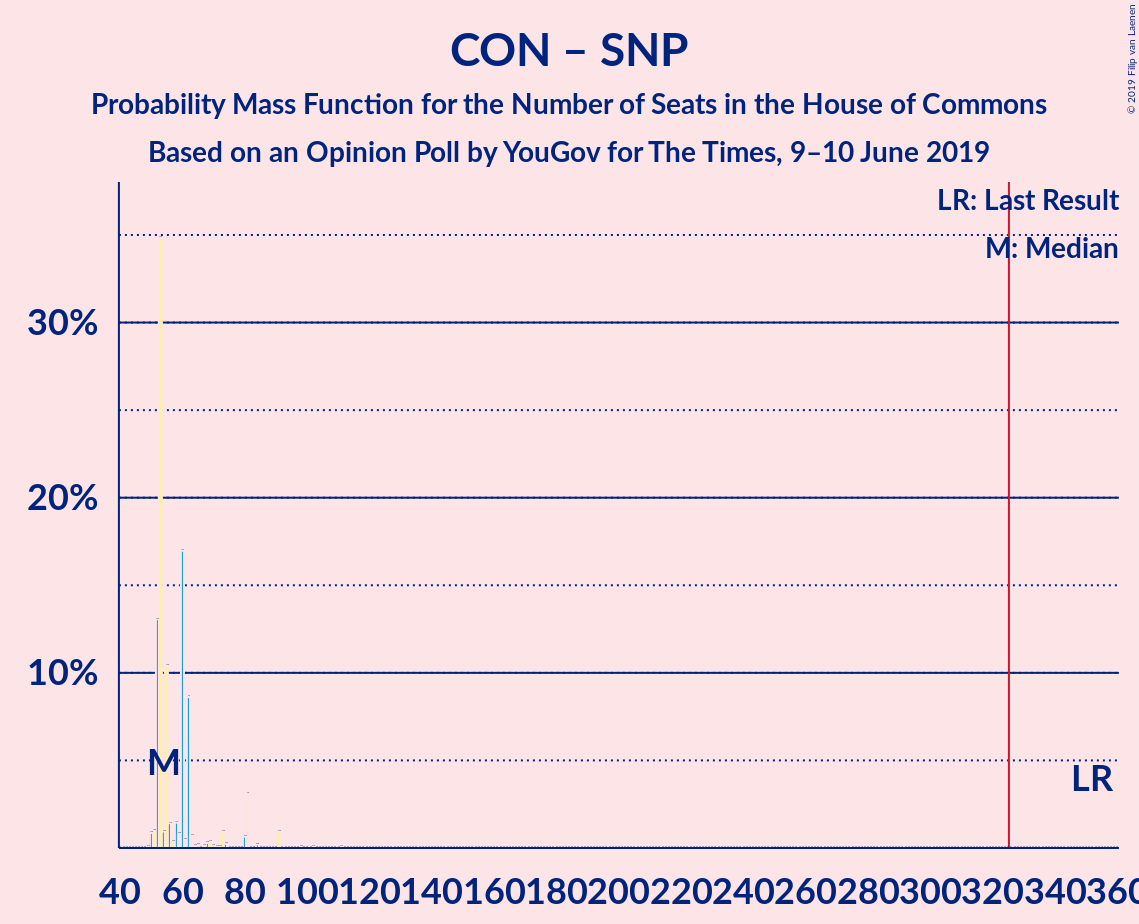 CON – SNP
Probability Mass Function for the Number of Seats in the House of Commons
Based on an Opinion Poll by YouGov for The Times, 9–10 June 2019
© 2019 Filip van Laenen
LR: Last Result
M: Median
30%
20%
10%
M
LR
40 60 80 100 120 140 160 180 200 220 240 260 280 300 320 340 360